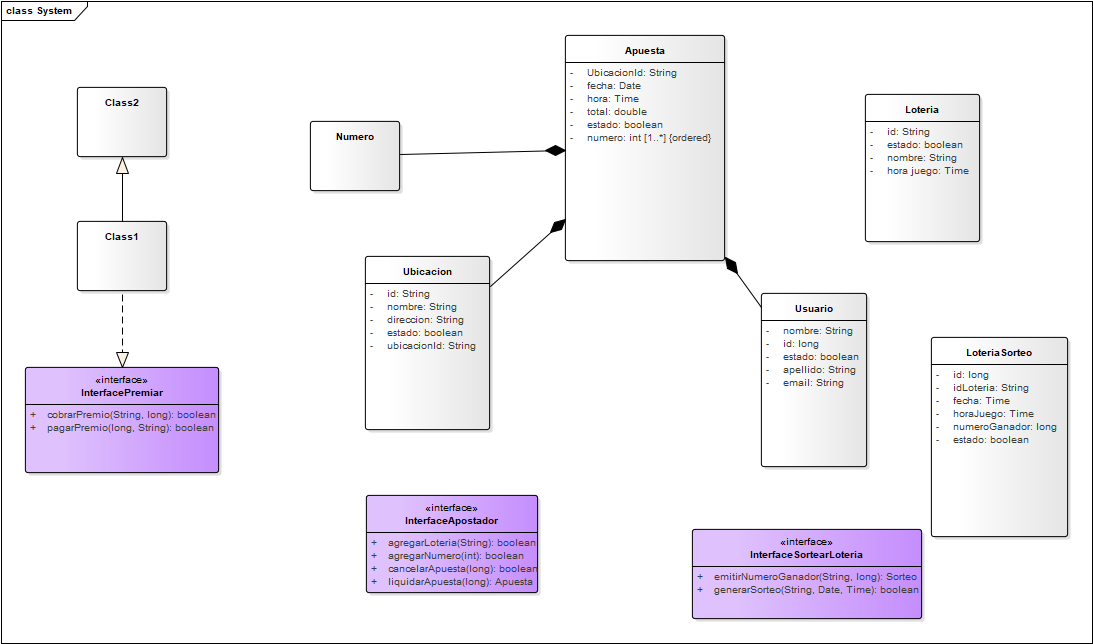 class System
Class2
Class1
«interface»
InterfacePremiar
+ cobrarPremio(String, long): boolean
+ pagarPremio(long, String): boolean
Numero
Apuesta
- UbicacionId: String
- fecha: Date
- hora: Time
- total: double
- estado: boolean
- numero: int [1..*] {ordered}
Loteria
- id: String
- estado: boolean
- nombre: String
- hora juego: Time
Ubicacion
- id: String
- nombre: String
- direccion: String
- estado: boolean
- ubicacionId: String
Usuario
- nombre: String
- id: long
- estado: boolean
- apellido: String
- email: String
LoteriaSorteo
- id: long
- idLoteria: String
- fecha: Time
- horaJuego: Time
- numeroGanador: long
- estado: boolean
«interface»
InterfaceApostador
+ agregarLoteria(String): boolean
+ agregarNumero(int): boolean
+ cancelarApuesta(long): boolean
+ liquidarApuesta(long): Apuesta
«interface»
InterfaceSortearLoteria
+ emitirNumeroGanador(String, long): Sorteo
+ generarSorteo(String, Date, Time): boolean